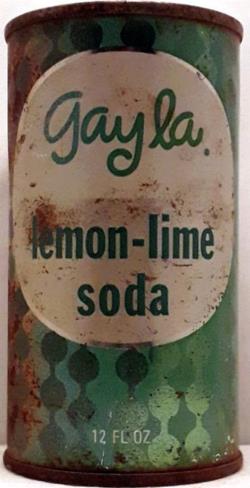 Gayla.
lemon-lime
soda
12 FL OZ.